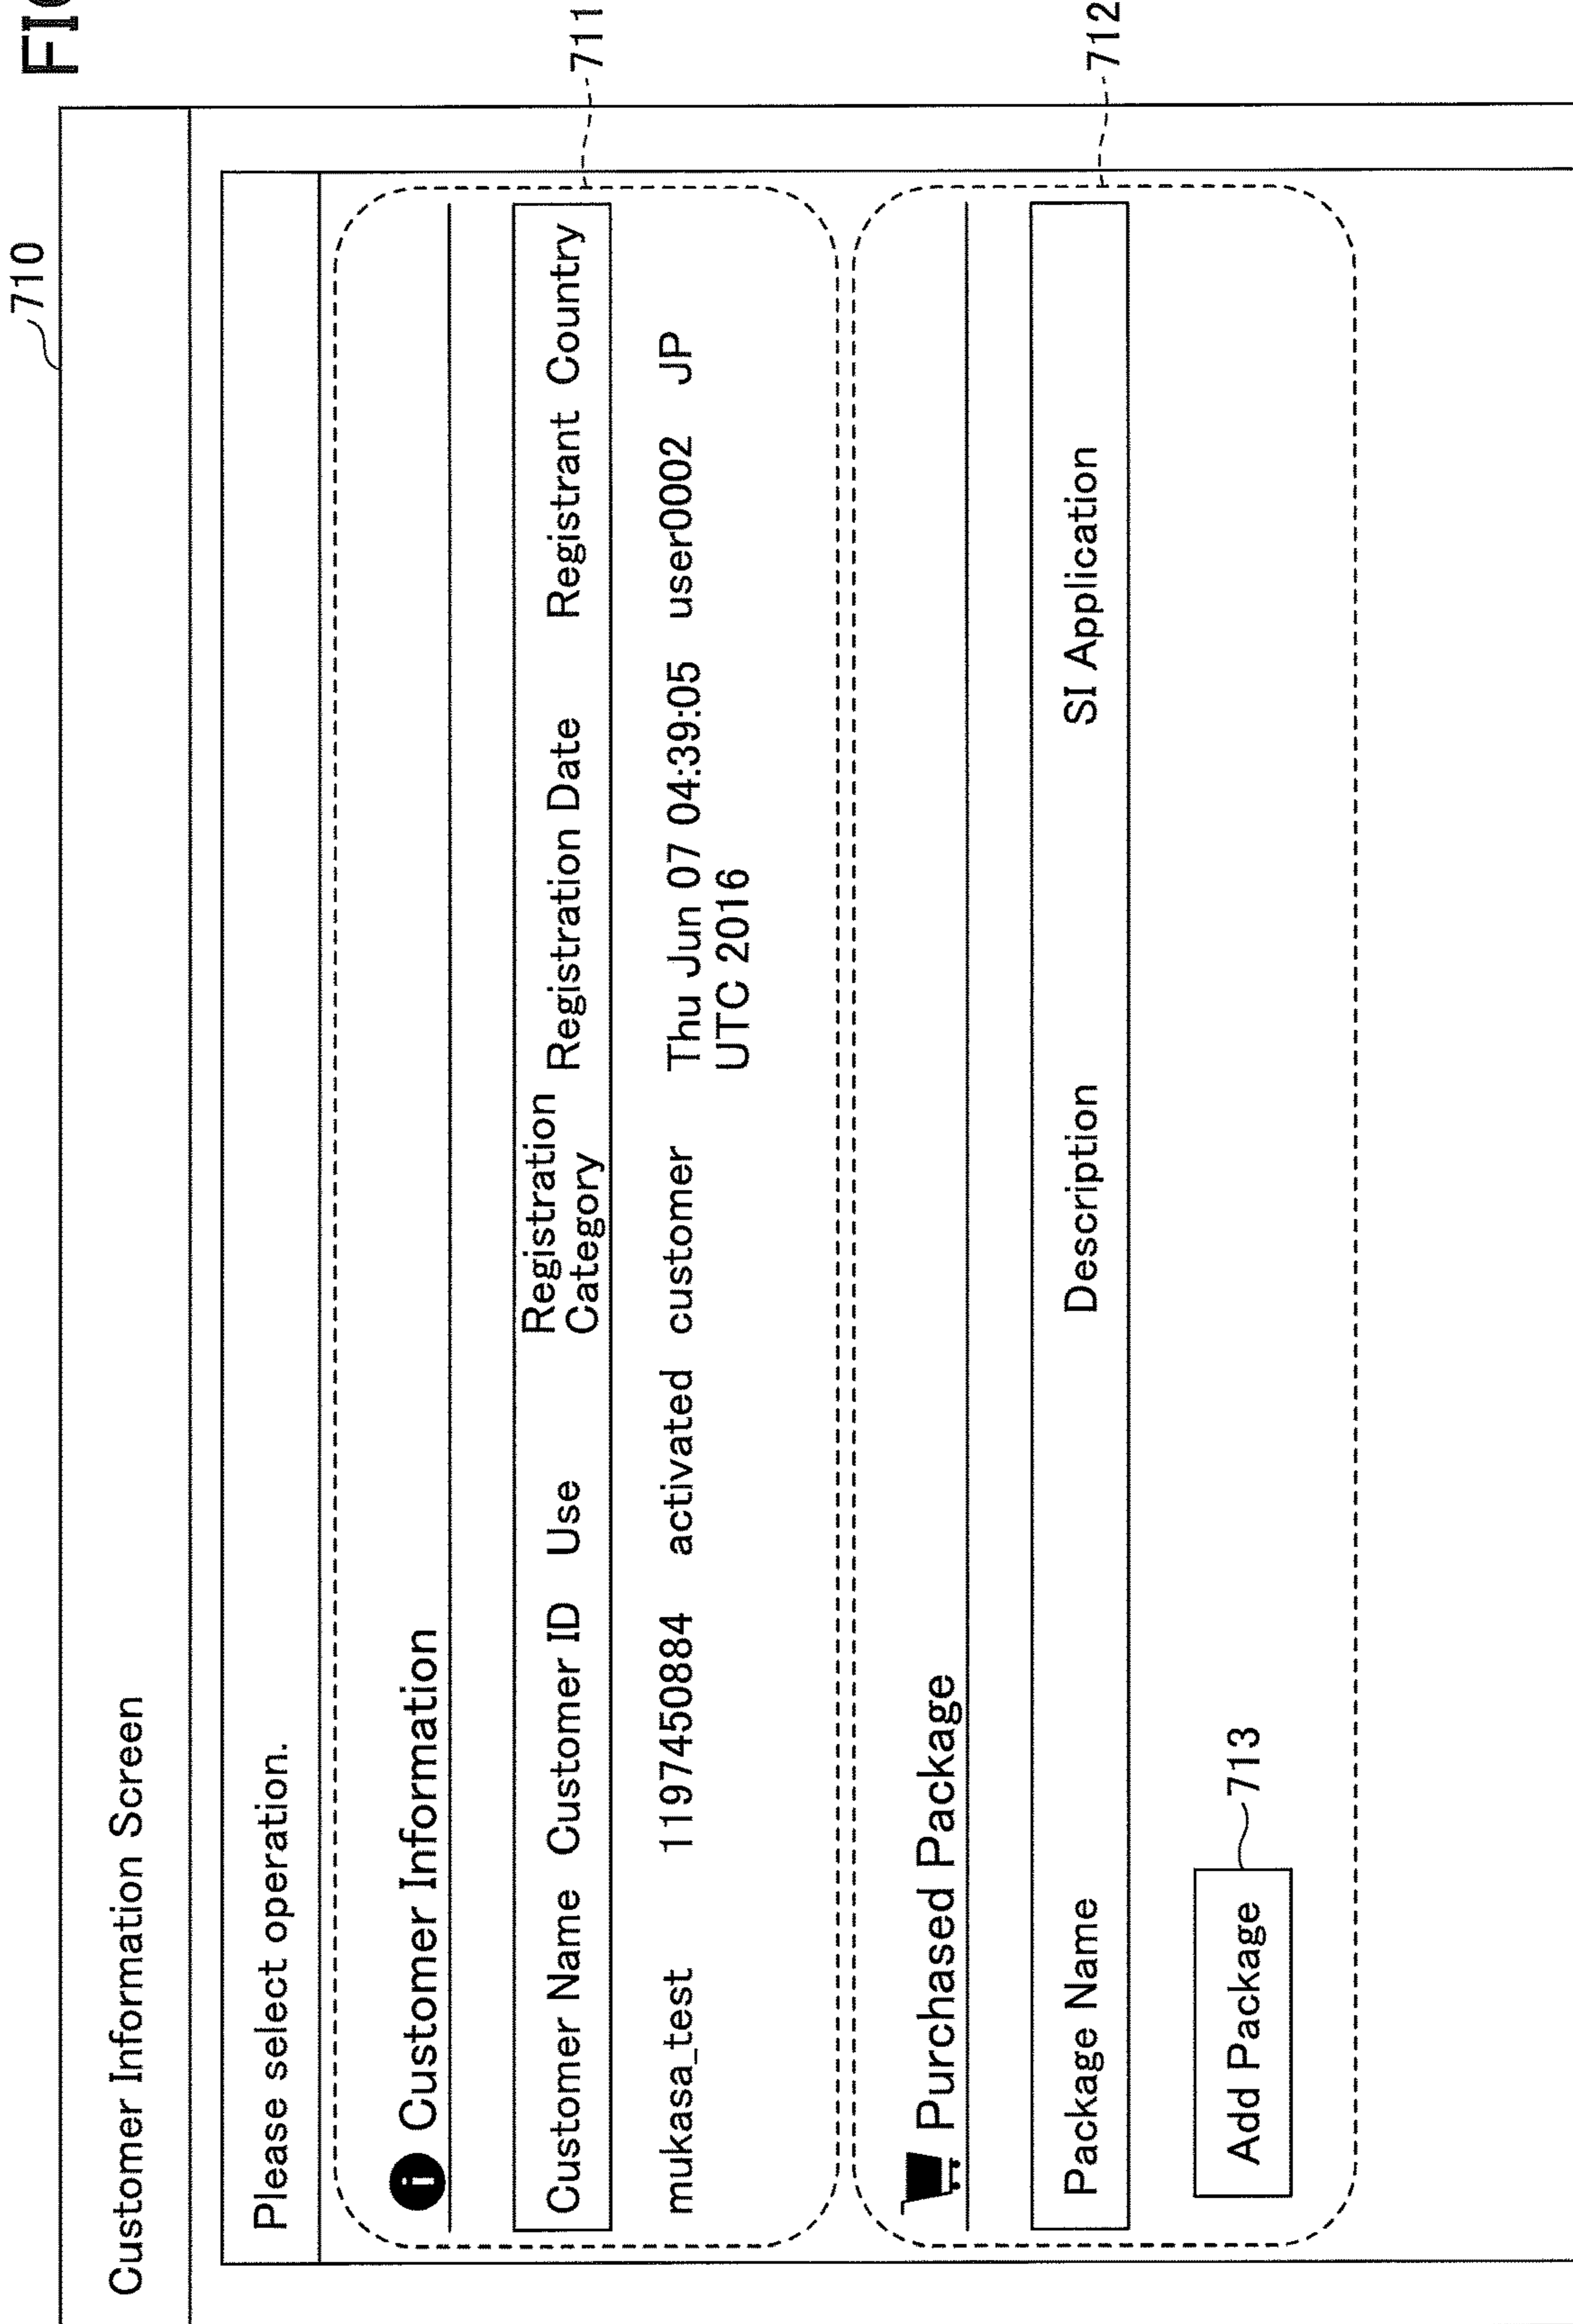 FIG
710
Customer Information Screen
Please select operation.
i Customer Information
711
Customer Name Customer ID Use Registration Category Registration Date Registrant Country
mukasa_test 1197450884 activated customer Thu Jun 07 04:39:05 user0002 JP
UTC 2016
Purchased Package
712
Package Name Description SI Application
Add Package
713